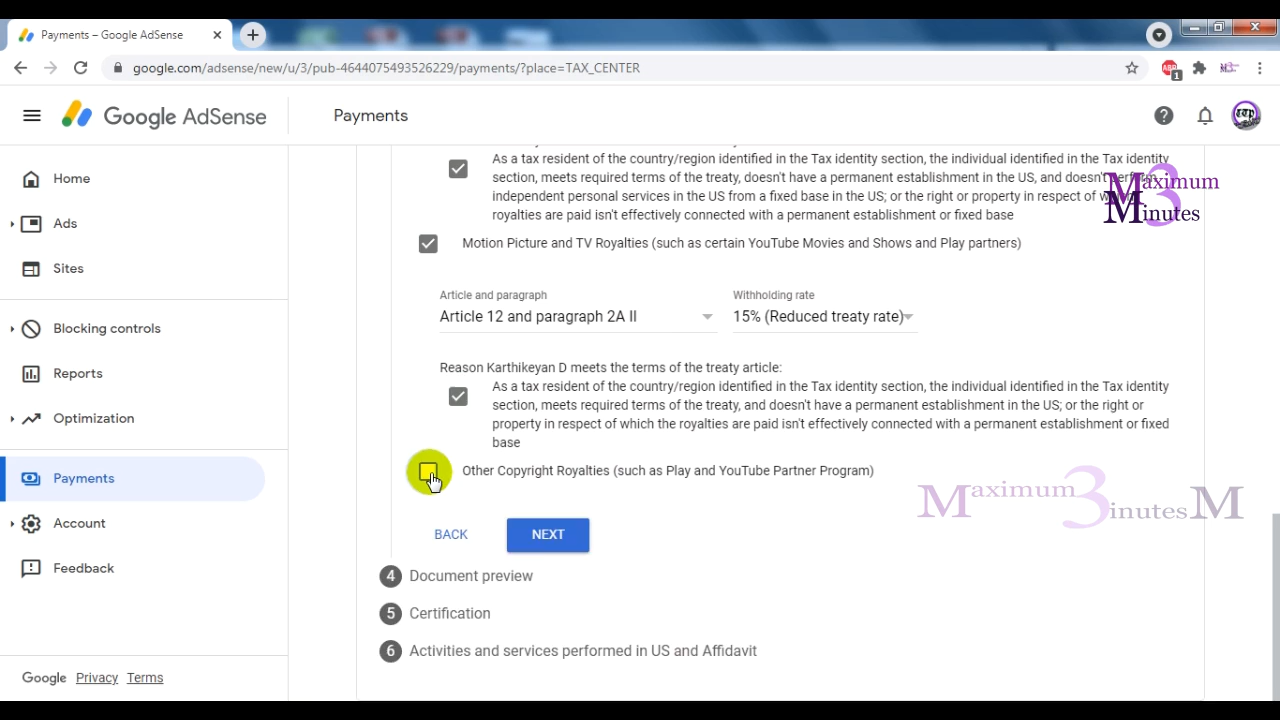 Payments – Google AdSense
google.com/adsense/new/u/3/pub-4644075493526229/payments/?place=TAX_CENTER
ABP
1
Google AdSense
Payments
Home
Ads
Sites
Blocking controls
Reports
Optimization
Payments
Account
Feedback
Google Privacy Terms
As a tax resident of the country/region identified in the Tax identity section, the individual identified in the Tax identity
section, meets required terms of the treaty, doesn't have a permanent establishment in the US, and doesn't perform
independent personal services in the US from a fixed base in the US; or the right or property in respect of which
royalties are paid isn't effectively connected with a permanent establishment or fixed base
Maximum
3
Minutes
Motion Picture and TV Royalties (such as certain YouTube Movies and Shows and Play partners)
Article and paragraph
Article 12 and paragraph 2A II
Withholding rate
15% (Reduced treaty rate)
Reason Karthikeyan D meets the terms of the treaty article:
As a tax resident of the country/region identified in the Tax identity section, the individual identified in the Tax identity
section, meets required terms of the treaty, and doesn't have a permanent establishment in the US; or the right or
property in respect of which the royalties are paid isn't effectively connected with a permanent establishment or fixed
base
Other Copyright Royalties (such as Play and YouTube Partner Program)
Maximum 3 inutesM
BACK
NEXT
4 Document preview
5 Certification
6 Activities and services performed in US and Affidavit